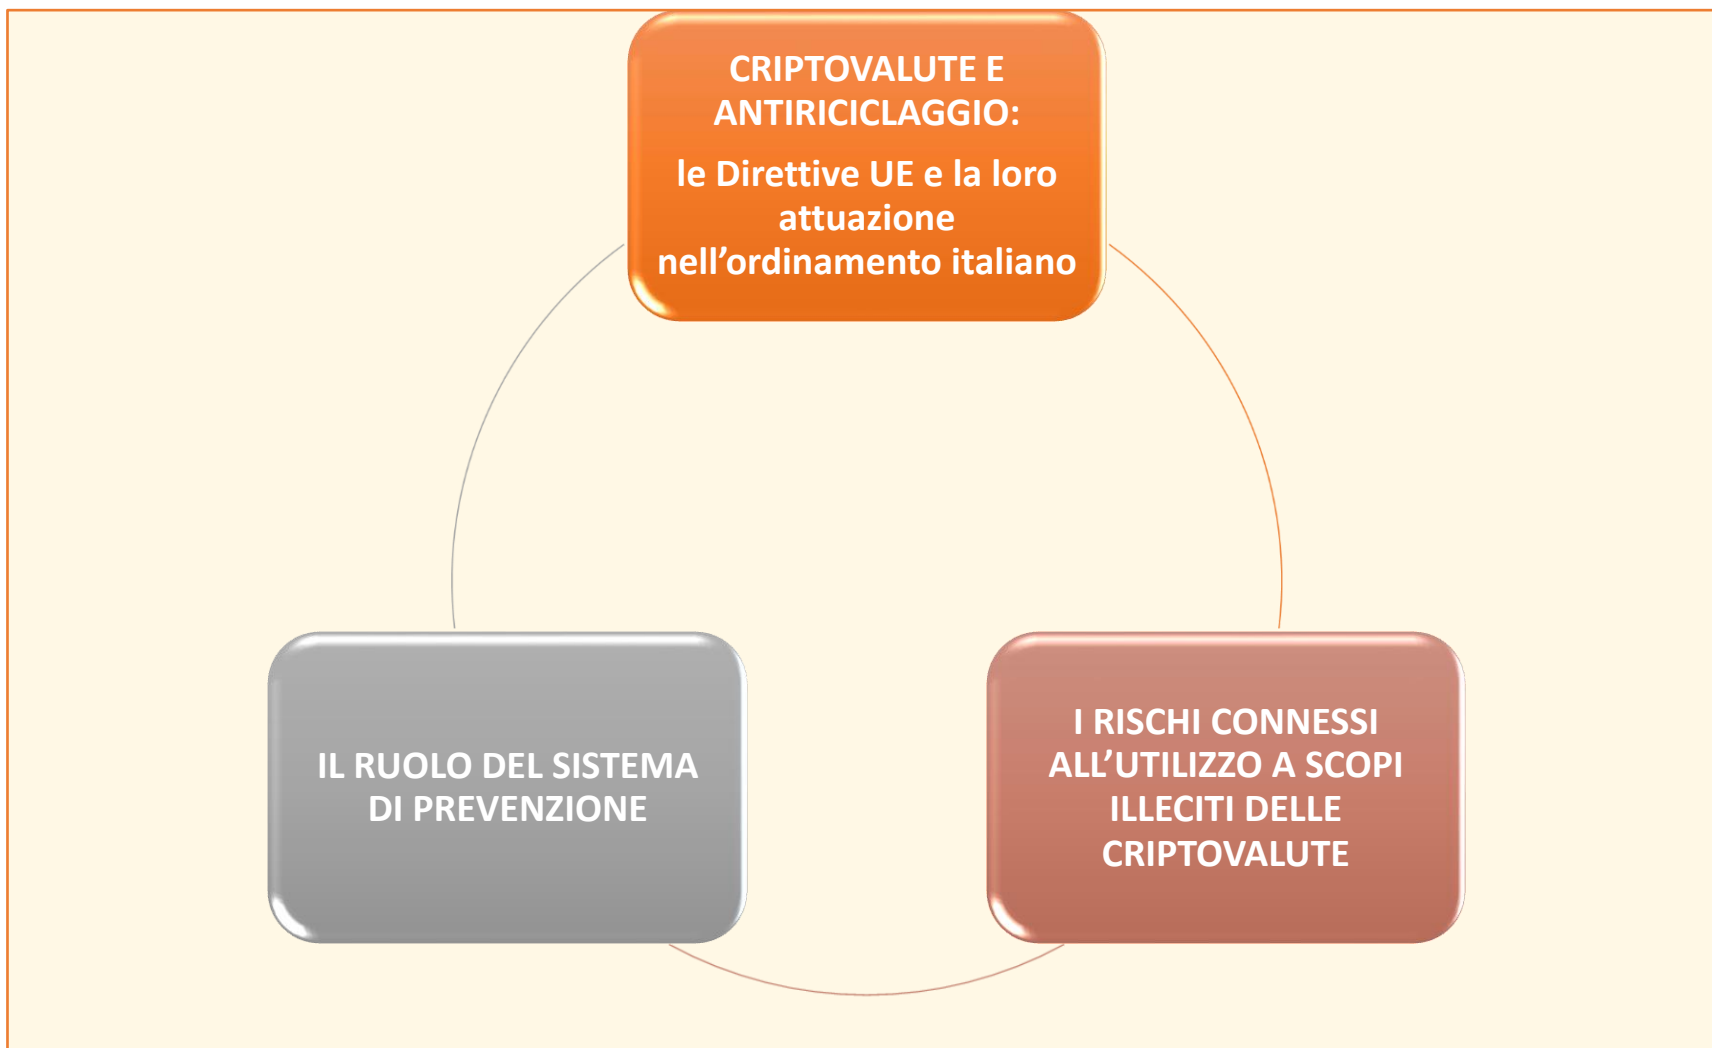 CRIPTOVALUTE E
ANTIRICICLAGGIO:
le Direttive UE e la loro
attuazione
nell’ordinamento italiano
IL RUOLO DEL SISTEMA
DI PREVENZIONE
I RISCHI CONNESSI
ALL’UTILIZZO A SCOPI
ILLECITI DELLE
CRIPTOVALUTE